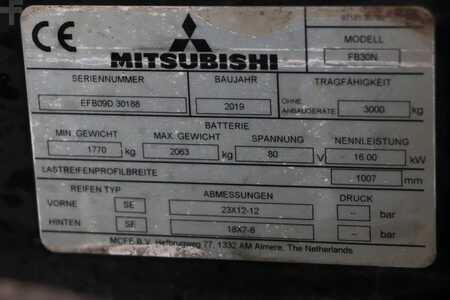 CE
MITSUBISHI
MODELL
FB30N
SERIENNUMMER BAUJAHR TRAGFÄHIGKEIT
EFB09D 30188 2019 OHNE ANBAUGERÄTE 3000 kg
BATTERIE
MIN. GEWICHT MAX. GEWICHT SPANNUNG NENNLEISTUNG
1770 kg 2063 kg 80 V 16.00 kW
LASTREIFENPROFILBREITE 1007 mm
REIFEN TYP ABMESSUNGEN DRUCK
VORNE SE 23X12-12 -- bar
HINTEN SE 18X7-8 -- bar
MCFE B.V. Hefbrugweg 77, 1332 AM Almere, The Netherlands